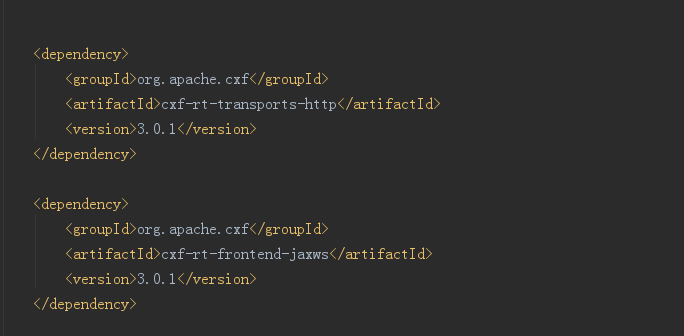 <dependency>
    <groupId>org.apache.cxf</groupId>
    <artifactId>cxf-rt-transports-http</artifactId>
    <version>3.0.1</version>
</dependency>

<dependency>
    <groupId>org.apache.cxf</groupId>
    <artifactId>cxf-rt-frontend-jaxws</artifactId>
    <version>3.0.1</version>
</dependency>